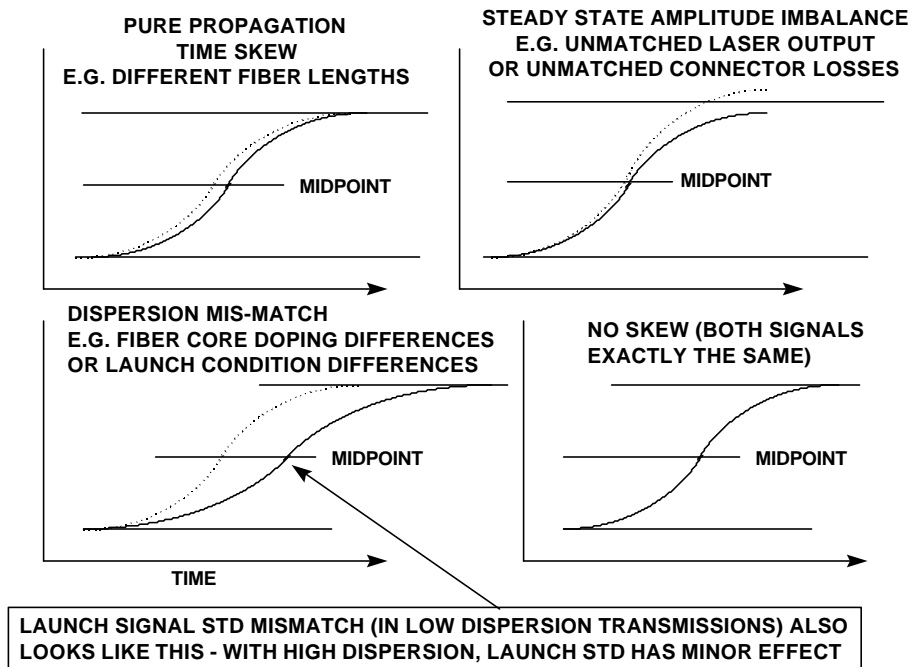 PURE PROPAGATION
TIME SKEW
E.G. DIFFERENT FIBER LENGTHS
MIDPOINT
STEADY STATE AMPLITUDE IMBALANCE
E.G. UNMATCHED LASER OUTPUT
OR UNMATCHED CONNECTOR LOSSES
MIDPOINT
DISPERSION MIS-MATCH
E.G. FIBER CORE DOPING DIFFERENCES
OR LAUNCH CONDITION DIFFERENCES
MIDPOINT
TIME
NO SKEW (BOTH SIGNALS
EXACTLY THE SAME)
MIDPOINT
LAUNCH SIGNAL STD MISMATCH (IN LOW DISPERSION TRANSMISSIONS) ALSO
LOOKS LIKE THIS - WITH HIGH DISPERSION, LAUNCH STD HAS MINOR EFFECT